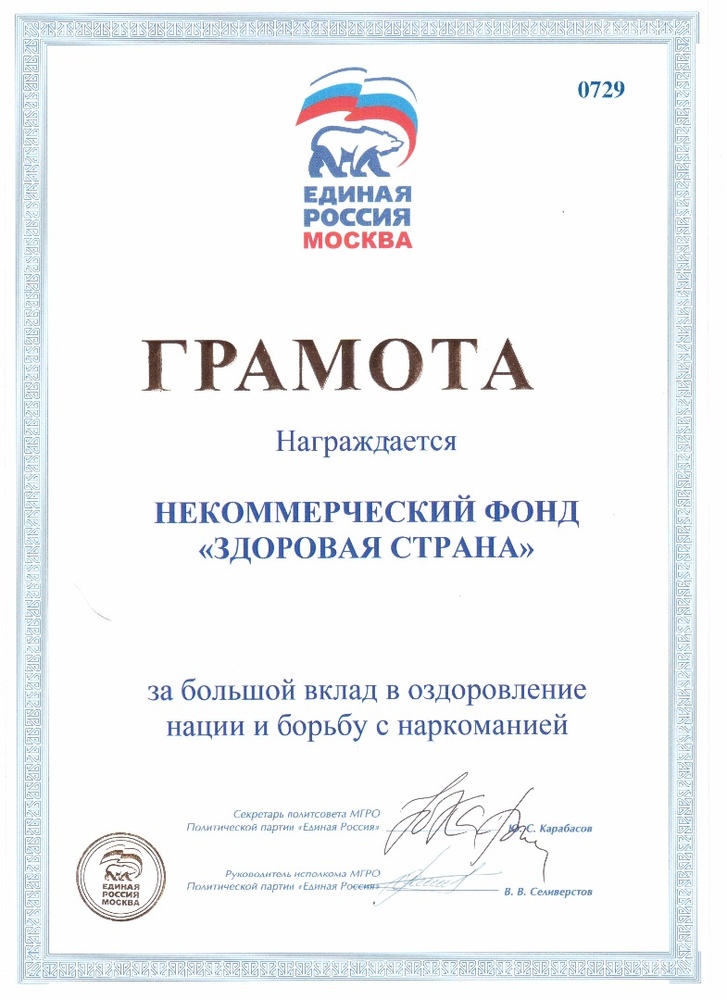 0729
ЕДИНАЯ
РОССИЯ
МОСКВА
ГРАМОТА
Награждается
НЕКОММЕРЧЕСКИЙ ФОНД
«ЗДОРОВАЯ СТРАНА»
за большой вклад в оздоровление
нации и борьбу с наркоманией
Секретарь политсовета МГРО
Политической партии «Единая Россия» Ю. С. Карабасов
Руководитель исполкома МГРО
Политической партии «Единая Россия» В. В. Селиверстов
ЕДИНАЯ
РОССИЯ
МОСКВА